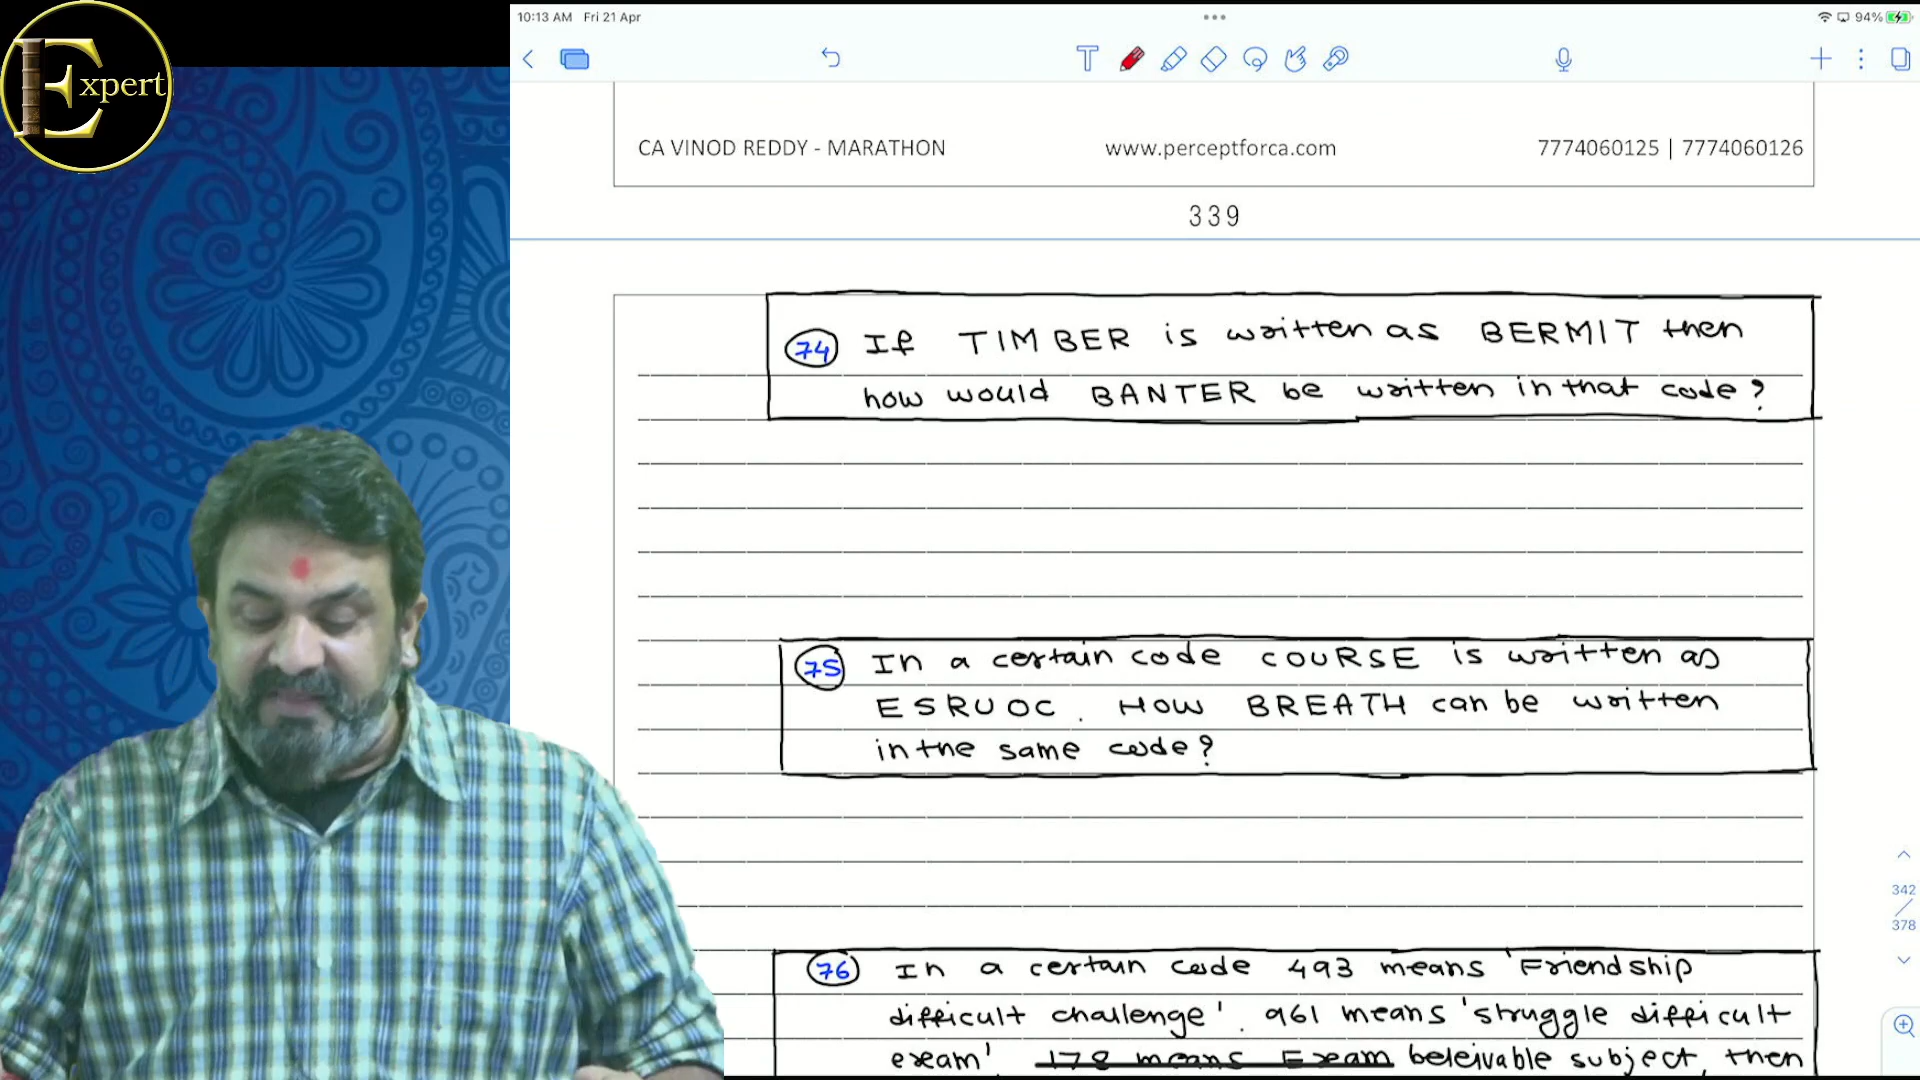 10:13 AM Fri 21 Apr
94%
Expert
CA VINOD REDDY - MARATHON www.perceptforca.com 7774060125 | 7774060126
339
74 If TIMBER is written as BERMIT then
how would BANTER be written in that code?
75 In a certain code COURSE is written as
ESRUOC. How BREATH can be written
in the same code?
342
378
76 In a certain code 493 means 'Friendship
difficult challenge'. 961 means 'struggle difficult
exam'. 178 means Exam beleivable subject, then